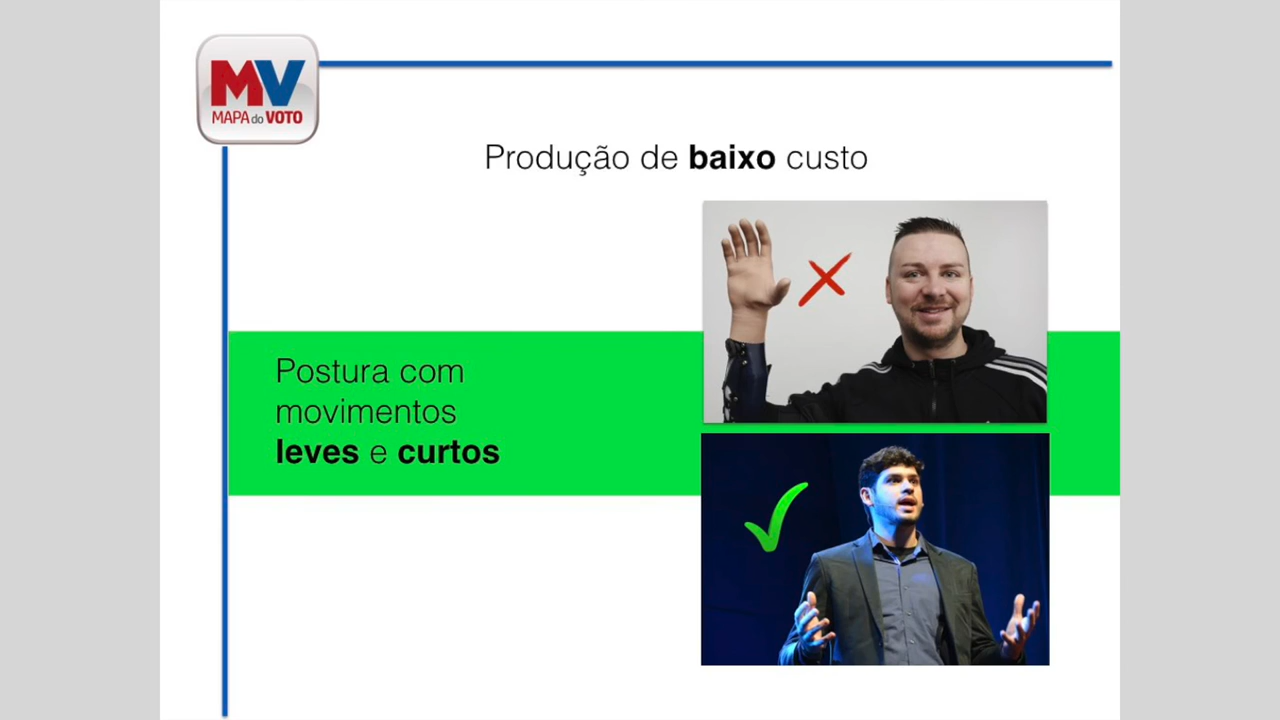 MV
MAPA do VOTO
Produção de baixo custo
Postura com
movimentos
leves e curtos